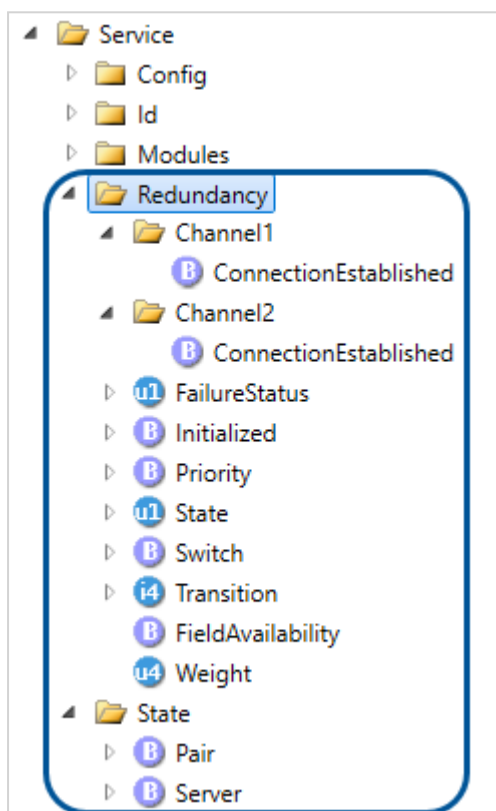 Service
Config
Id
Modules
Redundancy
Channel1
B ConnectionEstablished
Channel2
B ConnectionEstablished
u1 FailureStatus
B Initialized
B Priority
u1 State
B Switch
i4 Transition
B FieldAvailability
u4 Weight
State
B Pair
B Server